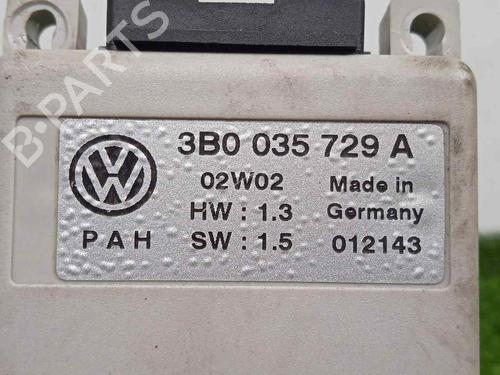 B-PARTS
3B0 035 729 A
02W02 Made in
HW : 1.3 Germany
PAH SW : 1.5 012143